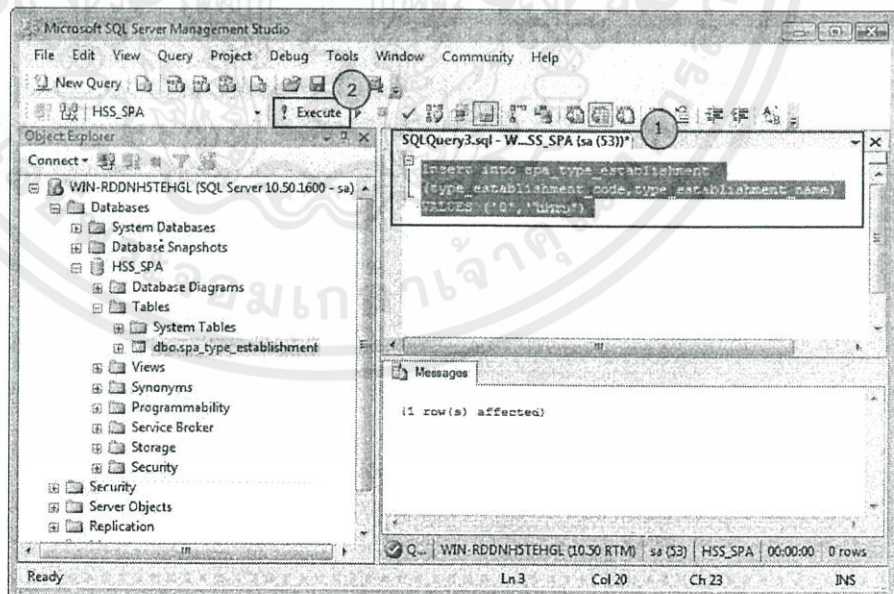 Microsoft SQL Server Management Studio
File Edit View Query Project Debug Tools Window Community Help
New Query
2
HSS_SPA
Execute
Object Explorer
Connect
WIN-RDDNH5TEHGL (SQL Server 10.50.1600 - sa)
Databases
System Databases
Database Snapshots
HSS_SPA
Database Diagrams
Tables
System Tables
dbo.spa_type_establishment
Views
Synonyms
Programmability
Service Broker
Storage
Security
Security
Server Objects
Replication
1
SQLQuery3.sql - W...SS_SPA (sa (53))*
Insert into spa_type_establishment
(type_establishment_code,type_establishment_name)
VALUES ('0',
Messages
(1 row(s) affected)
Q... WIN-RDDNH5TEHGL (10.50 RTM) sa (53) HSS_SPA 00:00:00 0 rows
Ready Ln 3 Col 20 Ch 23 INS